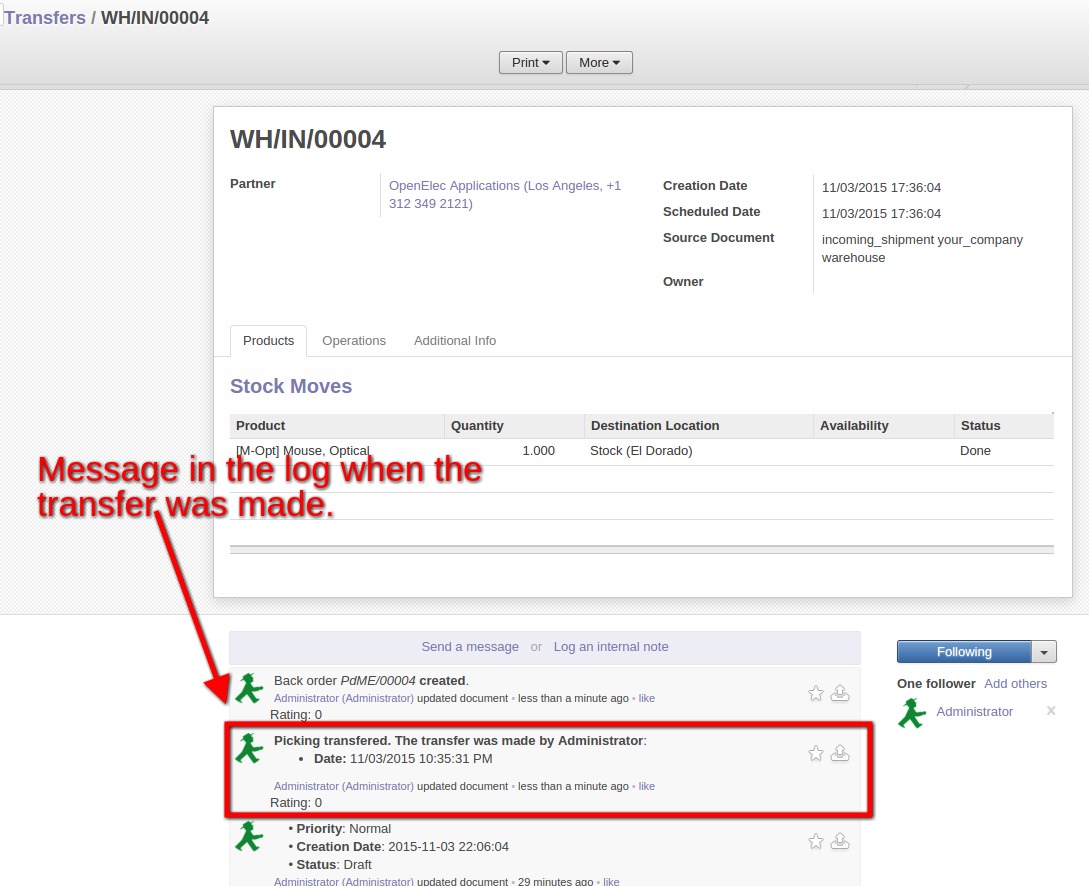 Transfers / WH/IN/00004
Print More
WH/IN/00004
Partner
OpenElec Applications (Los Angeles, +1
312 349 2121)
Creation Date 11/03/2015 17:36:04
Scheduled Date 11/03/2015 17:36:04
Source Document incoming_shipment your_company
warehouse
Owner
Products Operations Additional Info
Stock Moves
Product Quantity Destination Location Availability Status
[M-Opt] Mouse, Optical 1.000 Stock (El Dorado) Done
Message in the log when the
transfer was made.
Send a message or Log an internal note
Back order PdME/00004 created.
Administrator (Administrator) updated document • less than a minute ago • like
Rating: 0
Picking transfered. The transfer was made by Administrator:
• Date: 11/03/2015 10:35:31 PM
Administrator (Administrator) updated document • less than a minute ago • like
Rating: 0
• Priority: Normal
• Creation Date: 2015-11-03 22:06:04
• Status: Draft
Administrator (Administrator) updated document • 29 minutes ago • like
Following
One follower Add others
Administrator x